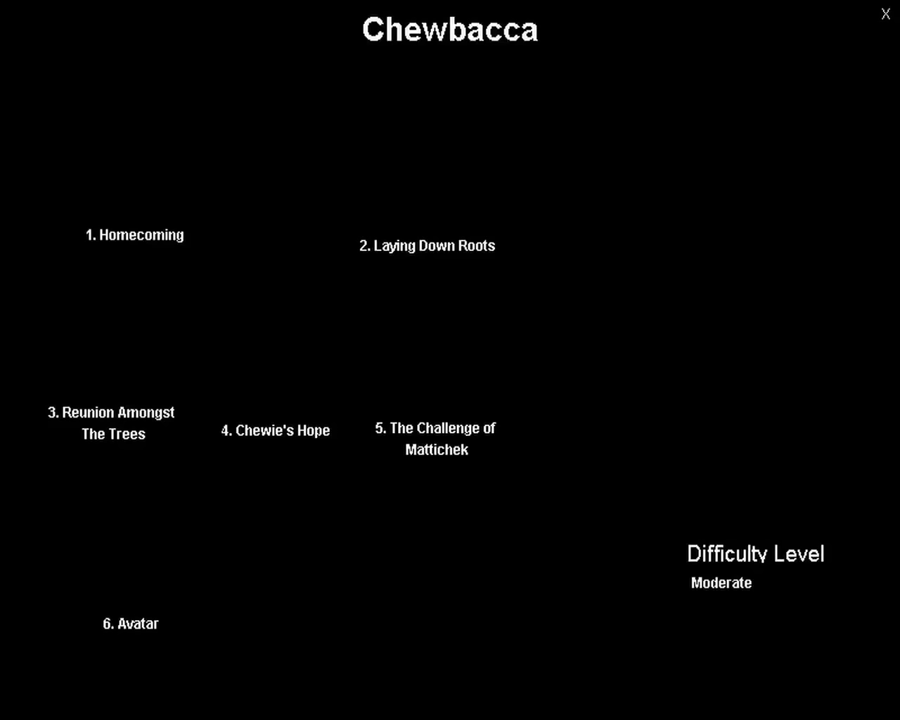 Chewbacca
X
1. Homecoming
2. Laying Down Roots
3. Reunion Amongst
The Trees
4. Chewie's Hope
5. The Challenge of
Mattichek
Difficulty Level
Moderate
6. Avatar